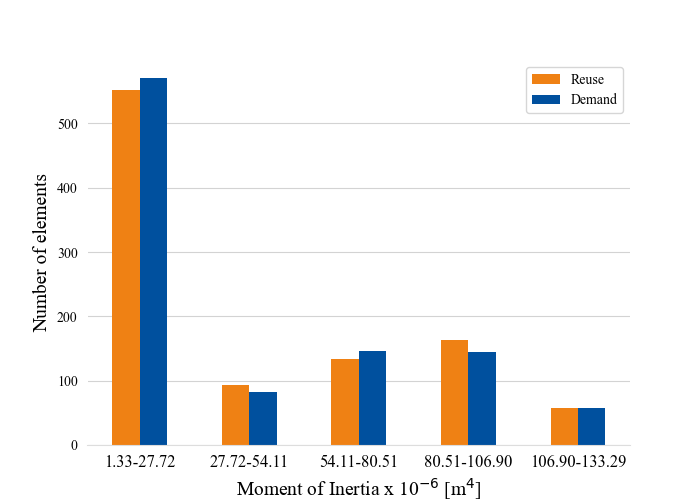 Reuse
Demand
500
400
300
200
100
0
Number of elements
1.33-27.72 27.72-54.11 54.11-80.51 80.51-106.90 106.90-133.29
Moment of Inertia x 10⁻⁶ [m⁴]